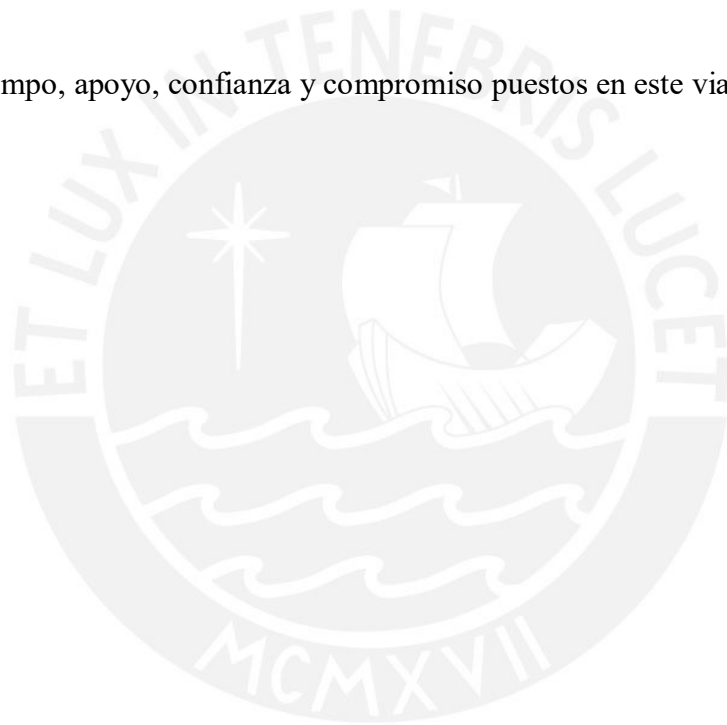 mpo, apoyo, confianza y compromiso puestos en este via
ET LUX IN TENEBRIS LUCET
MCMXVII